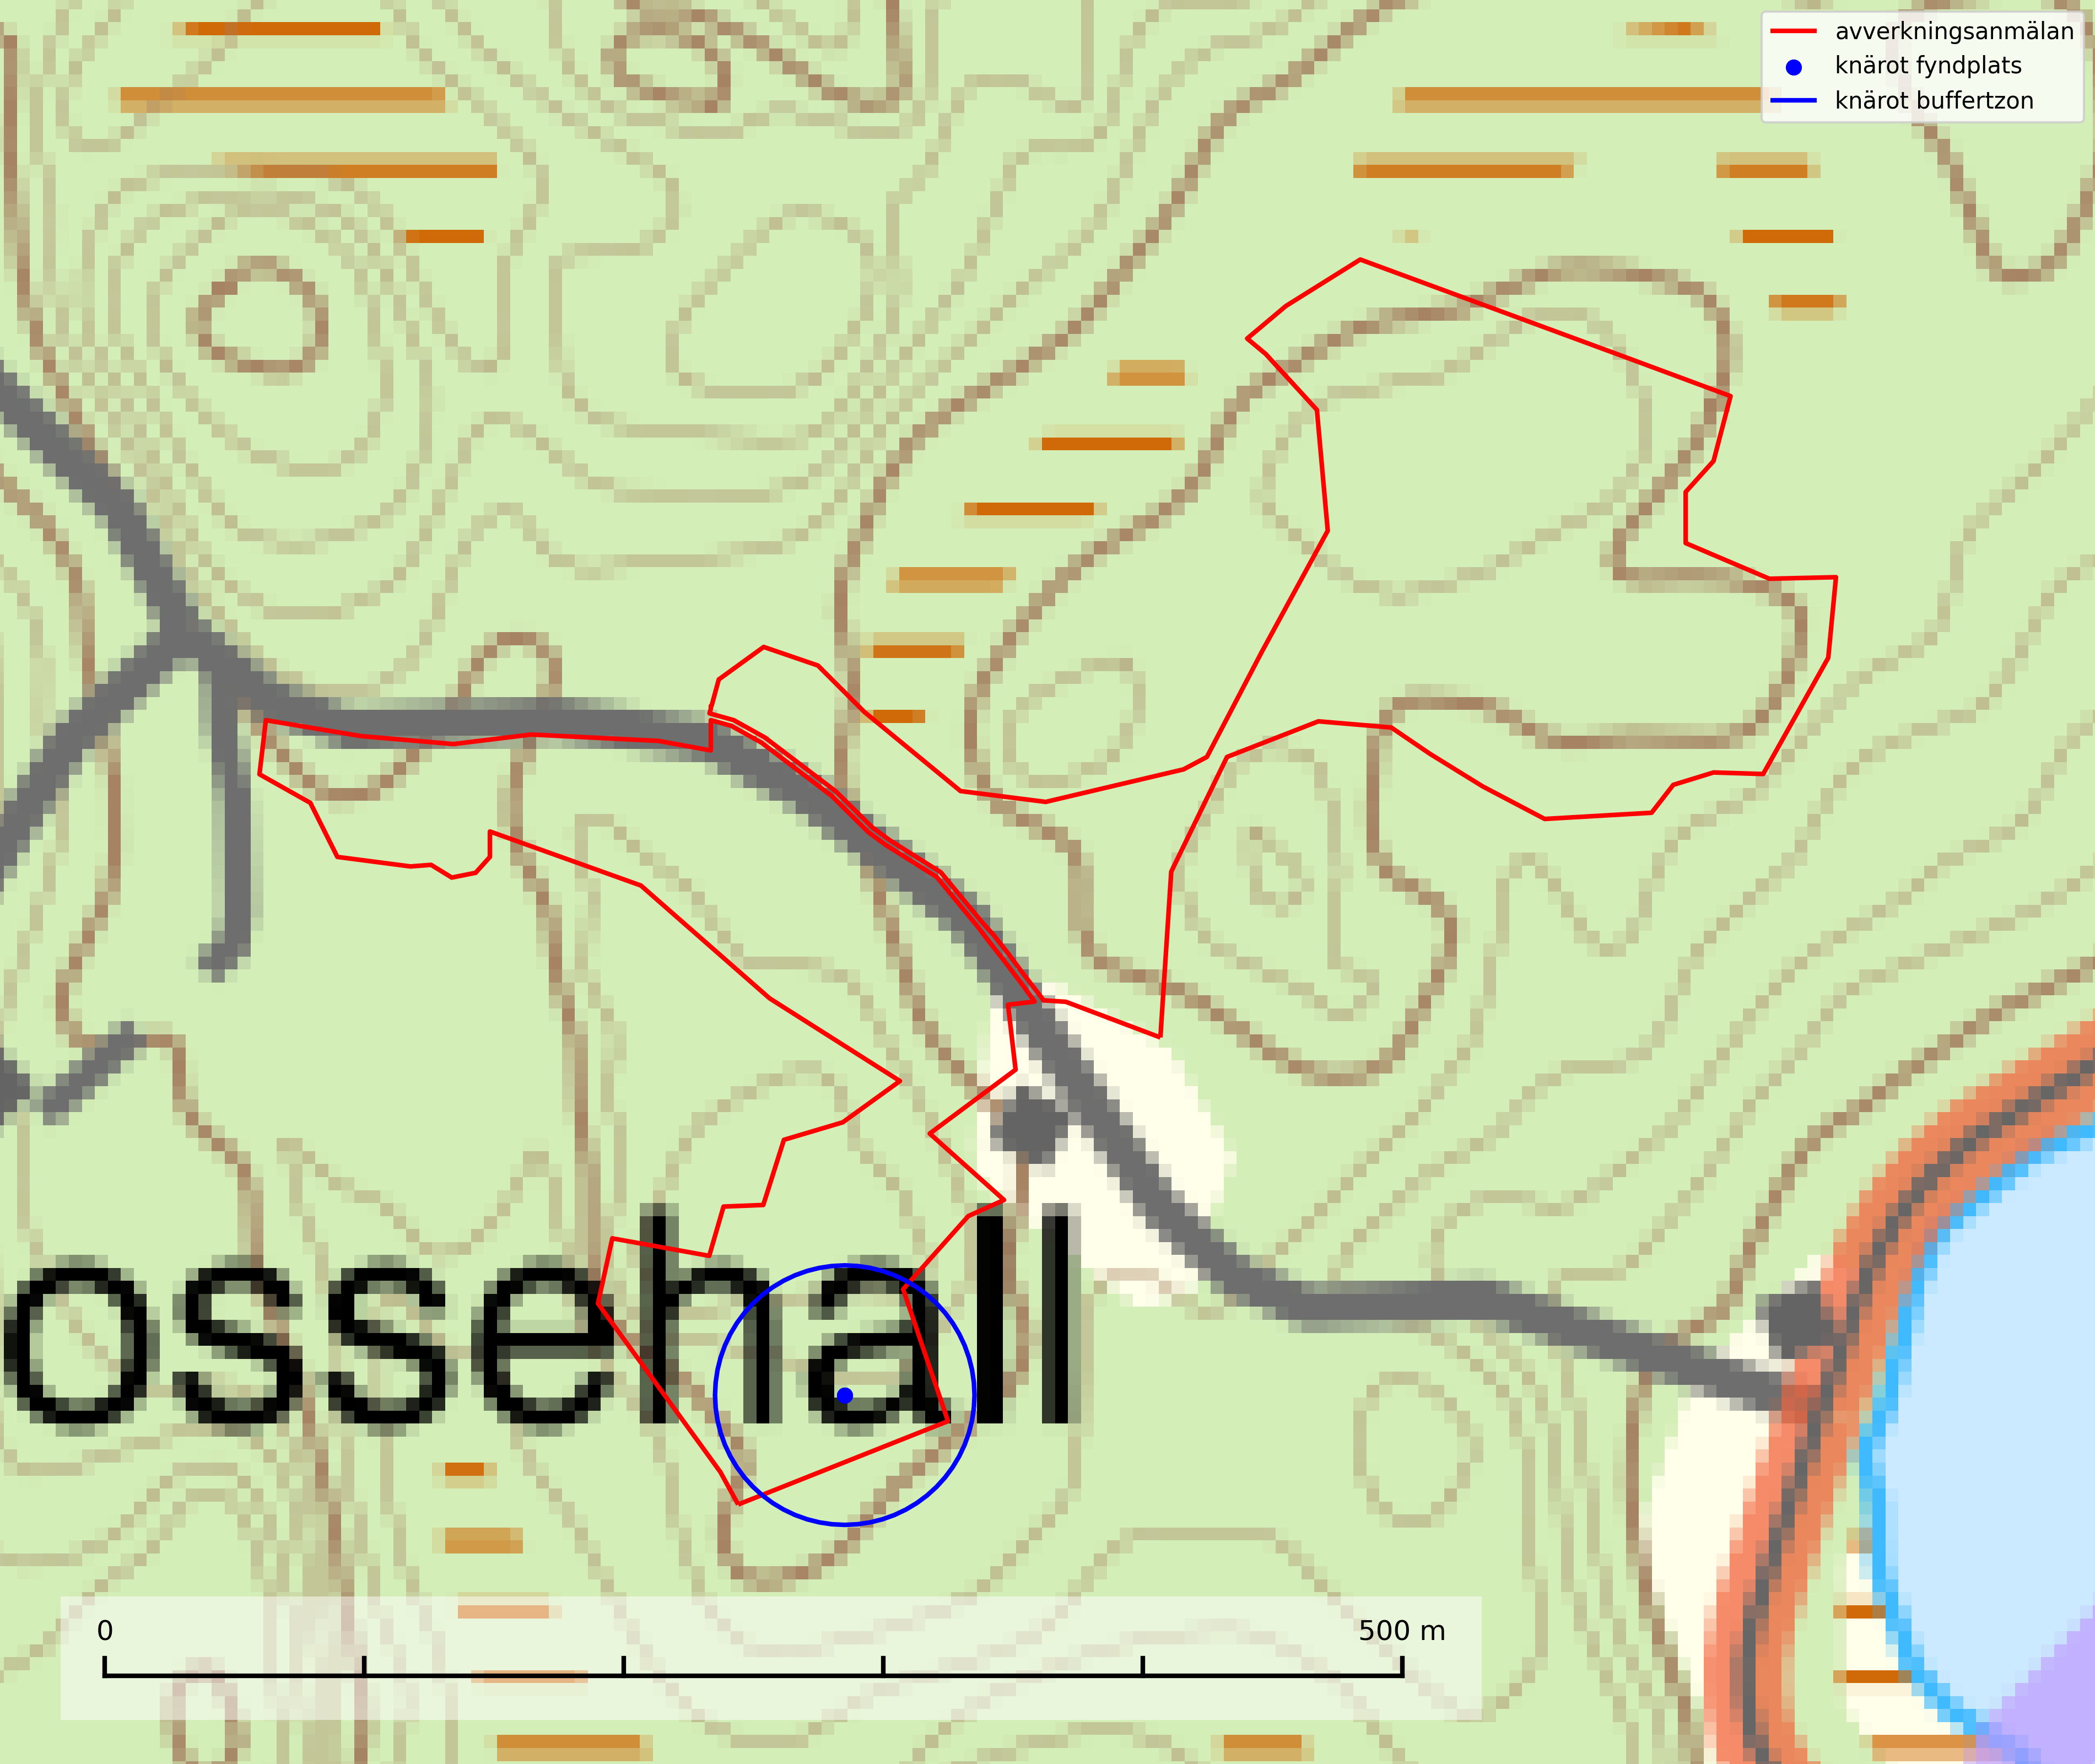 avverkningsanmälan
knärot fyndplats
knärot buffertzon
ossehall
0 500 m